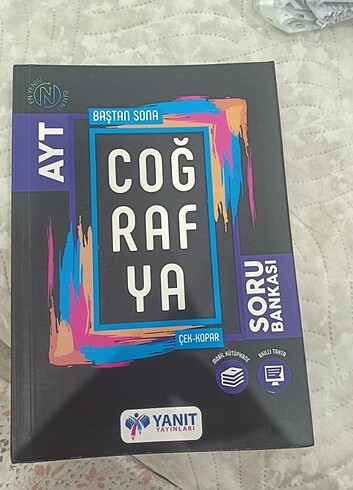 AYT
BAŞTAN SONA
COĞ
RAF
YA
ÇEK-KOPAR
SORU
BANKASI
MOBİL KÜTÜPHANE
AKILLI TAHTA
YANIT
YAYINLARI